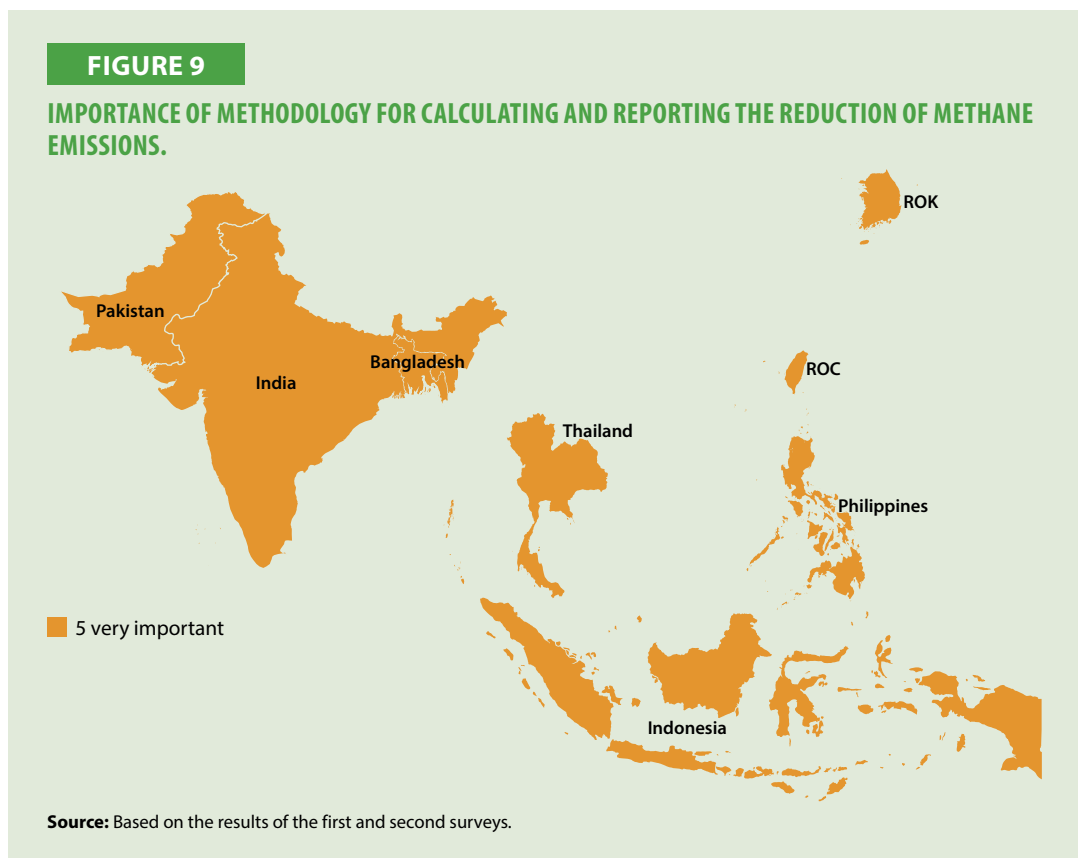 FIGURE 9
IMPORTANCE OF METHODOLOGY FOR CALCULATING AND REPORTING THE REDUCTION OF METHANE
EMISSIONS.
ROK
Pakistan
Bangladesh
India
ROC
Thailand
Philippines
5 very important
Indonesia
Source: Based on the results of the first and second surveys.